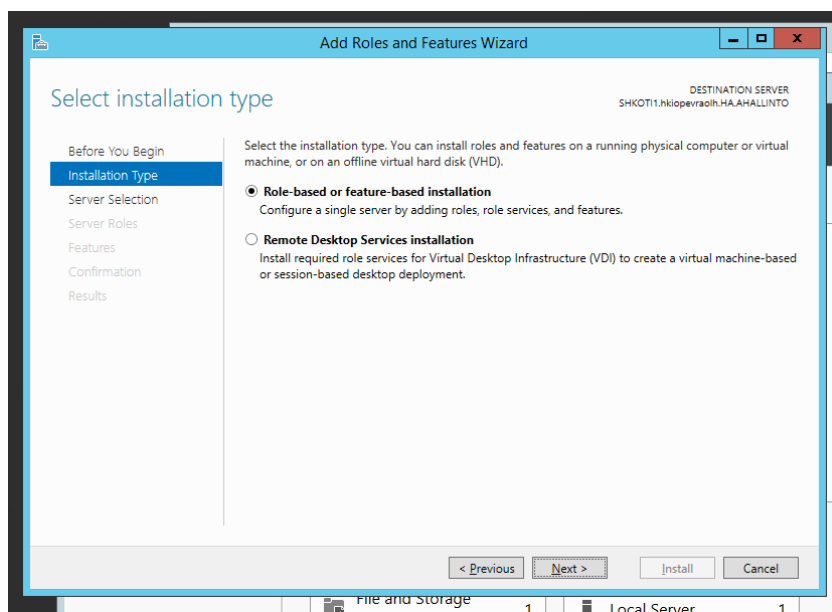 Add Roles and Features Wizard
Select installation type
DESTINATION SERVER
SHKOTI1.hkiopevraolh.HA.AHALLINTO
Before You Begin
Installation Type
Server Selection
Server Roles
Features
Confirmation
Results
Select the installation type. You can install roles and features on a running physical computer or virtual
machine, or on an offline virtual hard disk (VHD).
Role-based or feature-based installation
Configure a single server by adding roles, role services, and features.
Remote Desktop Services installation
Install required role services for Virtual Desktop Infrastructure (VDI) to create a virtual machine-based
or session-based desktop deployment.
< Previous
Next >
Install
Cancel
File and Storage
1
Local Server
1